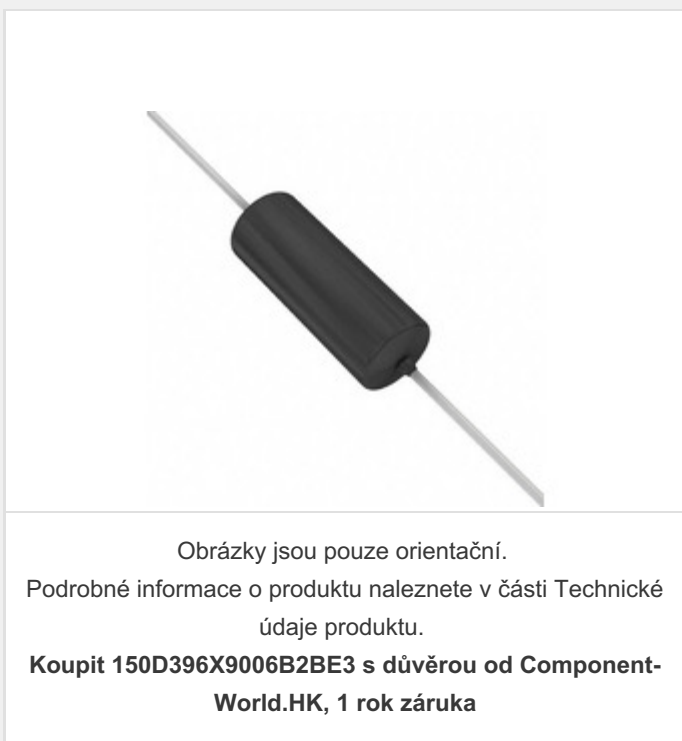 Obrázky jsou pouze orientační.
Podrobné informace o produktu naleznete v části Technické
údaje produktu.
Koupit 150D396X9006B2BE3 s důvěrou od Component-
World.HK, 1 rok záruka